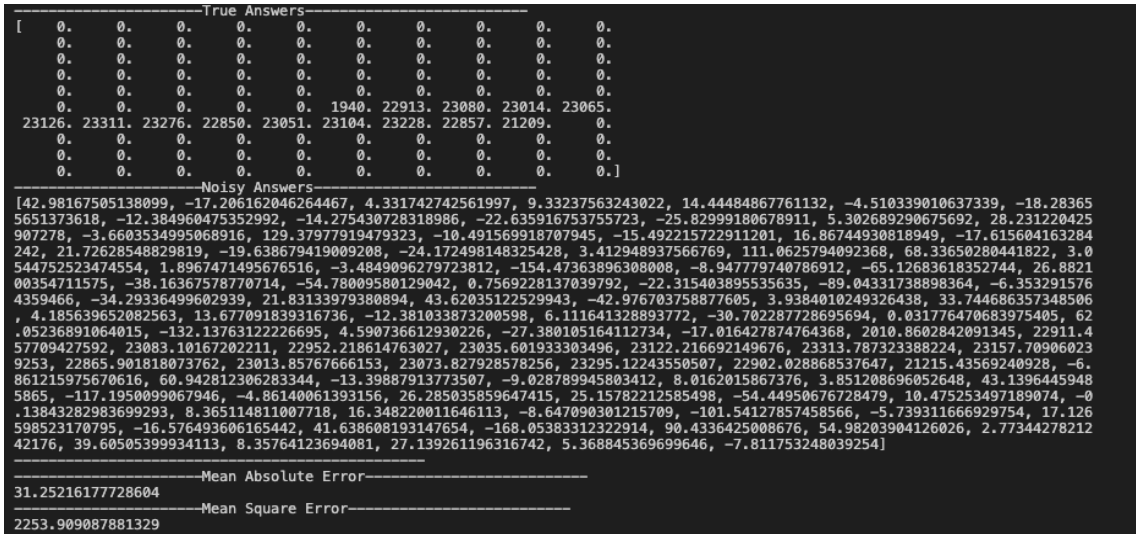 ----------------------True Answers--------------------------
[    0.     0.     0.     0.     0.     0.     0.     0.     0.     0.
     0.     0.     0.     0.     0.     0.     0.     0.     0.     0.
     0.     0.     0.     0.     0.     0.     0.     0.     0.     0.
     0.     0.     0.     0.     0.     0.     0.     0.     0.     0.
     0.     0.     0.     0.     0.     0.     0.     0.     0.     0.
     0.     0.     0.     0.     0.  1940. 22913. 23080. 23014. 23065.
 23126. 23311. 23276. 22850. 23051. 23104. 23228. 22857. 21209.     0.
     0.     0.     0.     0.     0.     0.     0.     0.     0.     0.
     0.     0.     0.     0.     0.     0.     0.     0.     0.     0.
     0.     0.     0.     0.     0.     0.     0.     0.     0.     0.]
----------------------Noisy Answers--------------------------
[42.98167505138099, -17.206162046264467, 4.331742742561997, 9.33237563243022, 14.44484867761132, -4.510339010637339, -18.28365
5651373618, -12.384960475352992, -14.275430728318986, -22.635916753755723, -25.82999180678911, 5.302689290675692, 28.231220425
907278, -3.6603534995068916, 129.37977919479323, -10.491569918707945, -15.492215722911201, 16.86744930818949, -17.615604163284
242, 21.72628548829819, -19.638679419009208, -24.172498148325428, 3.412948937566769, 111.0625794092368, 68.33650280441822, 3.0
544752523474554, 1.8967471495676516, -3.4849096279723812, -154.47363896308008, -8.947779740786912, -65.12683618352744, 26.8821
00354711575, -38.16367578770714, -54.78009580129042, 0.7569228137039792, -22.315403895535635, -89.04331738898364, -6.353291576
4359466, -34.29336499602939, 21.83133979380894, 43.62035122529943, -42.976703758877605, 3.9384010249326438, 33.744686357348506
, 4.185639652082563, 13.677091839316736, -12.381033873200598, 6.111641328893772, -30.702287728695694, 0.031776470683975405, 62
.05236891064015, -132.13763122226695, 4.590736612930226, -27.380105164112734, -17.016427874764368, 2010.8602842091345, 22911.4
57709427592, 23083.10167202211, 22952.218614763027, 23035.601933303496, 23122.216692149676, 23313.787323388224, 23157.70906023
9253, 22865.901818073762, 23013.85767666153, 23073.827928578256, 23295.12243550507, 22902.028868537647, 21215.43569240928, -6.
861215975670616, 60.942812306283344, -13.39887913773507, -9.028789945803412, 8.0162015867376, 3.851208696052648, 43.1396445948
5865, -117.1950099067946, -4.86140061393156, 26.285035859647415, 25.15782212585498, -54.44950676728479, 10.475253497189074, -0
.13843282983699293, 8.365114811007718, 16.348220011646113, -8.647090301215709, -101.54127857458566, -5.739311666929754, 17.126
598523170795, -16.576493606165442, 41.638608193147654, -168.05383312322914, 90.4336425008676, 54.98203904126026, 2.77344278212
42176, 39.60505399934113, 8.35764123694081, 27.139261196316742, 5.368845369699646, -7.811753248039254]
------------------------------------------------
----------------------Mean Absolute Error--------------------------
31.25216177728604
----------------------Mean Square Error--------------------------
2253.909087881329